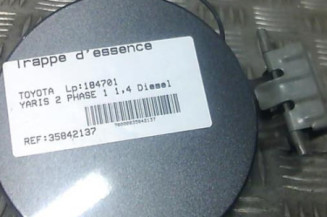 Trappe d'essence
TOYOTA Lp:184701
YARIS 2 PHASE 1 1.4 Diesel
REF:35842137